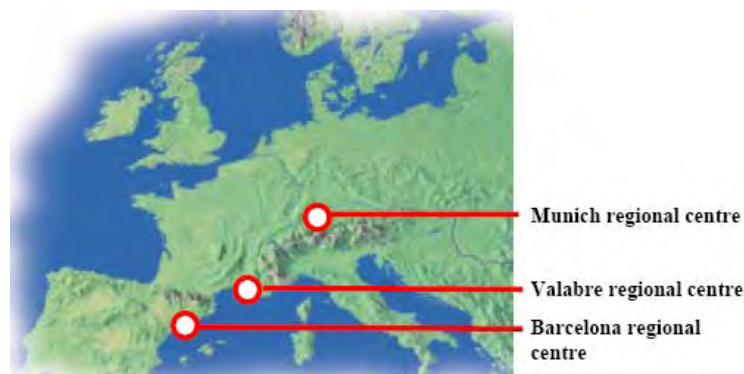 Munich regional centre
Valabre regional centre
Barcelona regional
centre